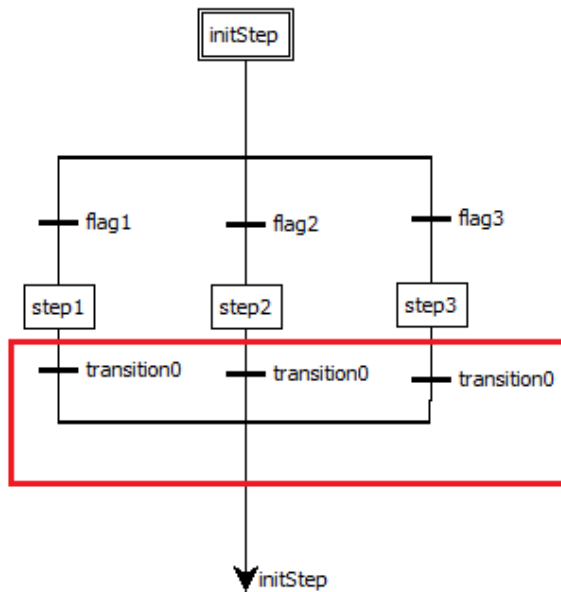 initStep
flag1
flag2
flag3
step1
step2
step3
transition0
transition0
transition0
initStep